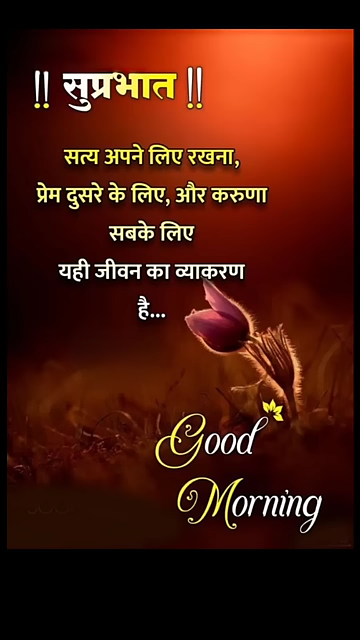 !! सुप्रभात !!
सत्य अपने लिए रखना,
प्रेम दुसरे के लिए, और करुणा
सबके लिए
यही जीवन का व्याकरण
है...
Good
Morning